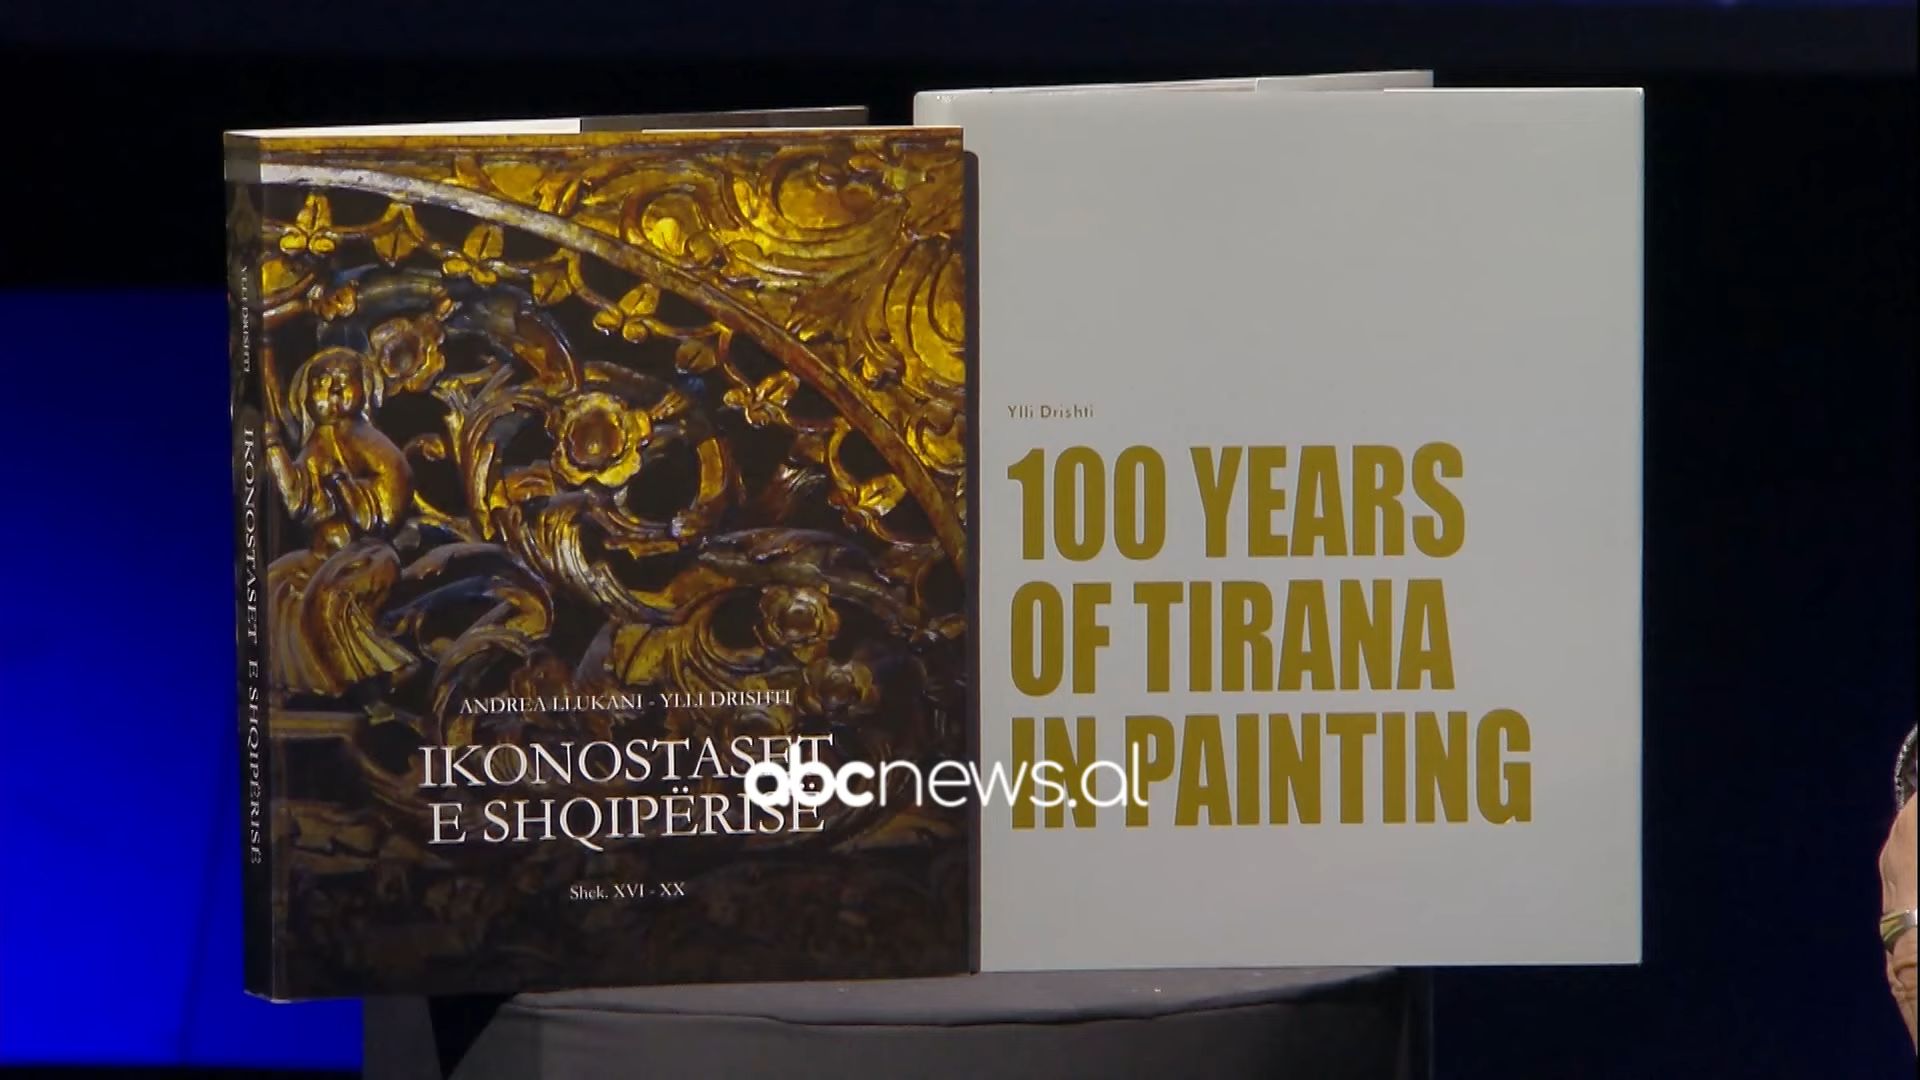 YLLI DRISHTI
IKONOSTASET E SHQIPËRISË
ANDREA LLUKANI - YLLI DRISHTI
IKONOSTASET
E SHQIPËRISË
Shek. XVI - XX
Ylli Drishti
100 YEARS
OF TIRANA
IN PAINTING
abcnews.al